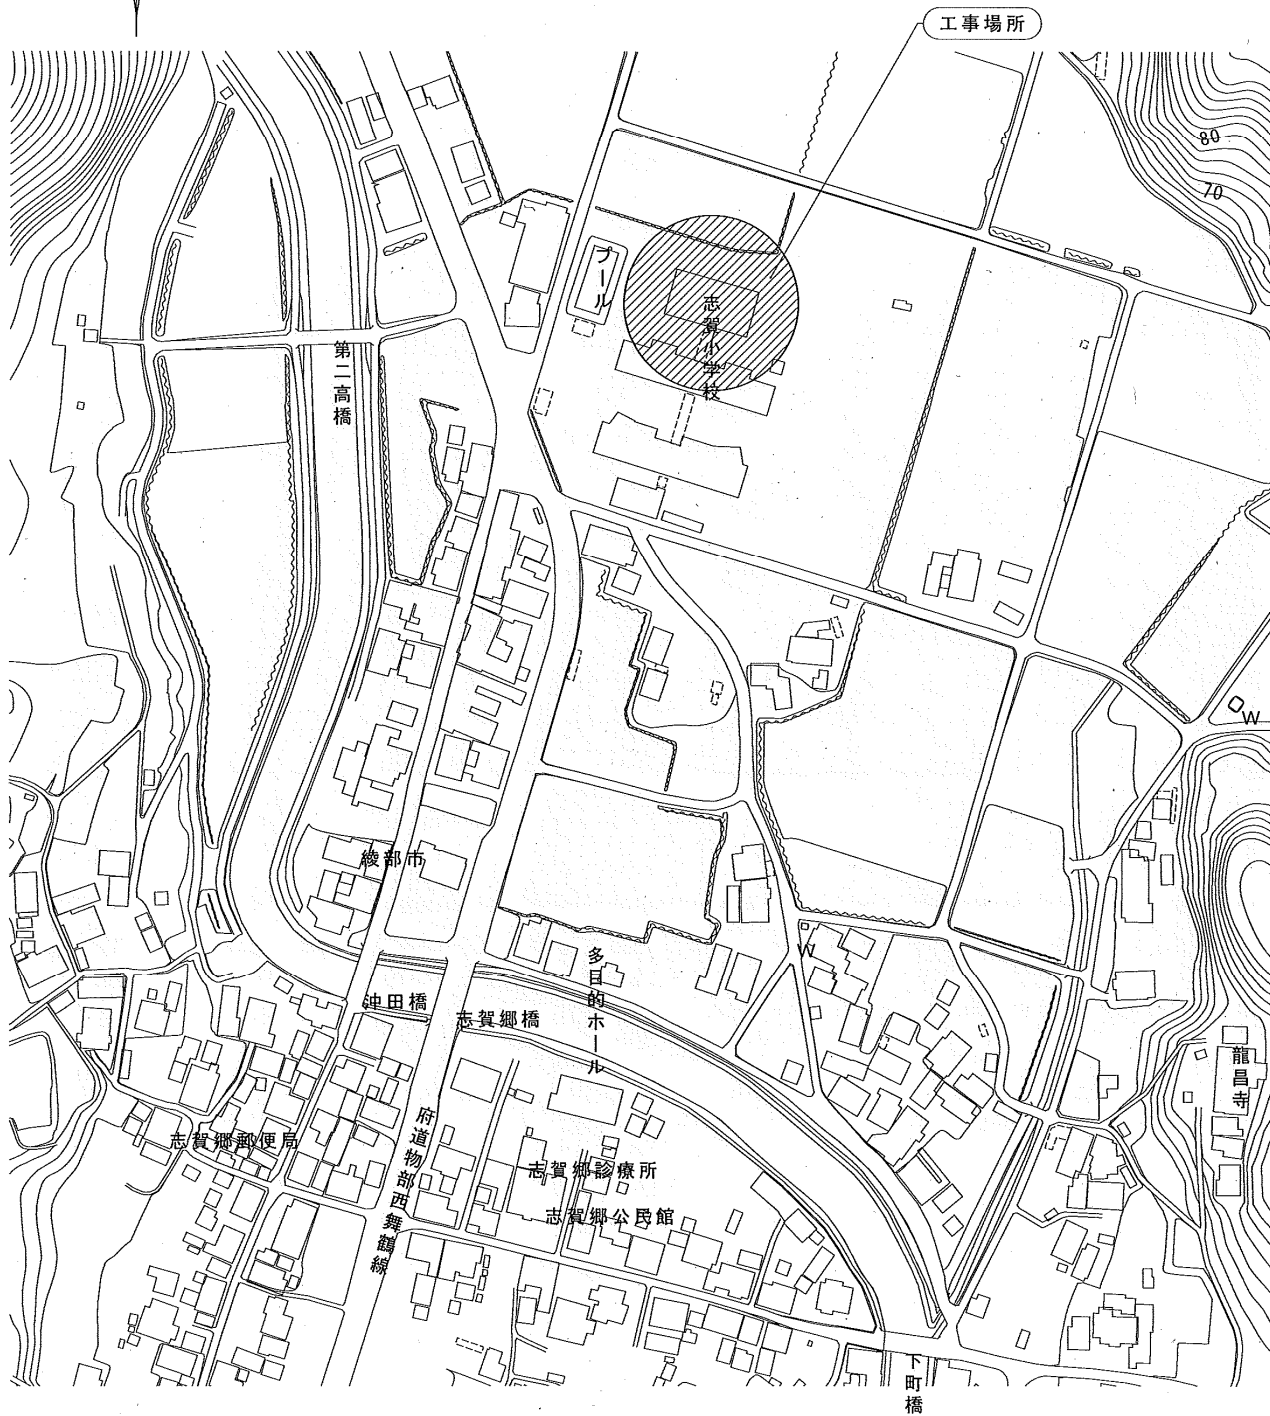 工事場所
80
70
プール
志賀小学校
第二高橋
W
綾部市
多目的ホール
W
沖田橋
志賀郷橋
龍昌寺
府道物部西舞鶴線
志賀郷郵便局
志賀郷診療所
志賀郷公民館
下町橋